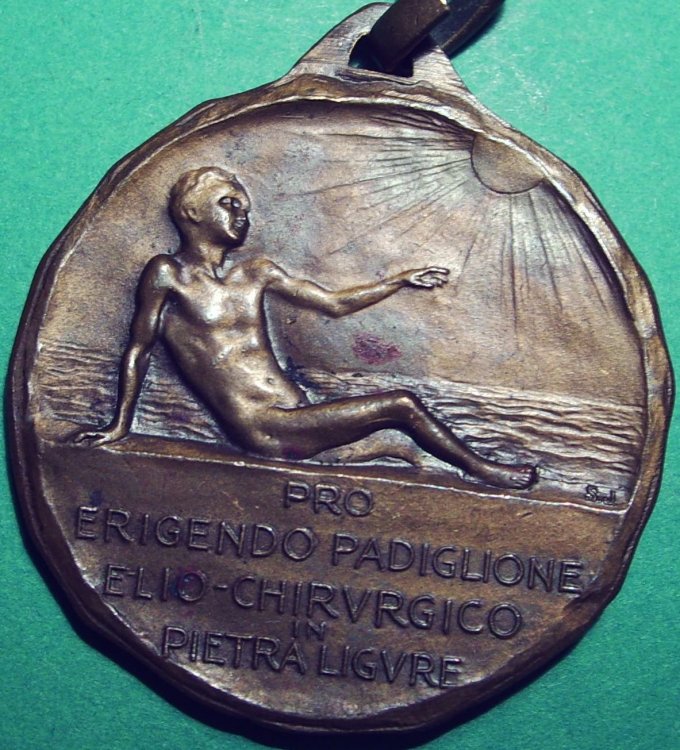 PRO
ERIGENDO PADIGLIONE
ELIO-CHIRVRGICO
IN
PIETRA LIGVRE